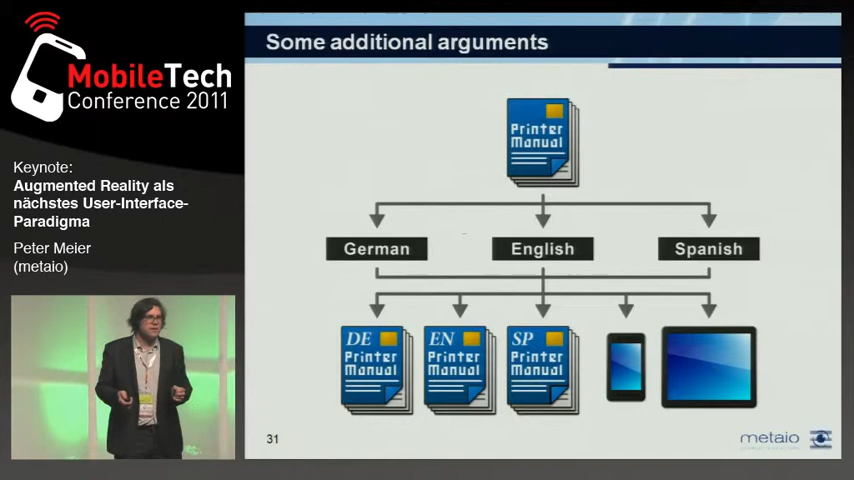 MobileTech
Conference 2011
Keynote:
Augmented Reality als
nächstes User-Interface-
Paradigma
Peter Meier
(metaio)
Some additional arguments
Printer
Manual
German
English
Spanish
DE
Printer
Manual
EN
Printer
Manual
SP
Printer
Manual
31
metaio